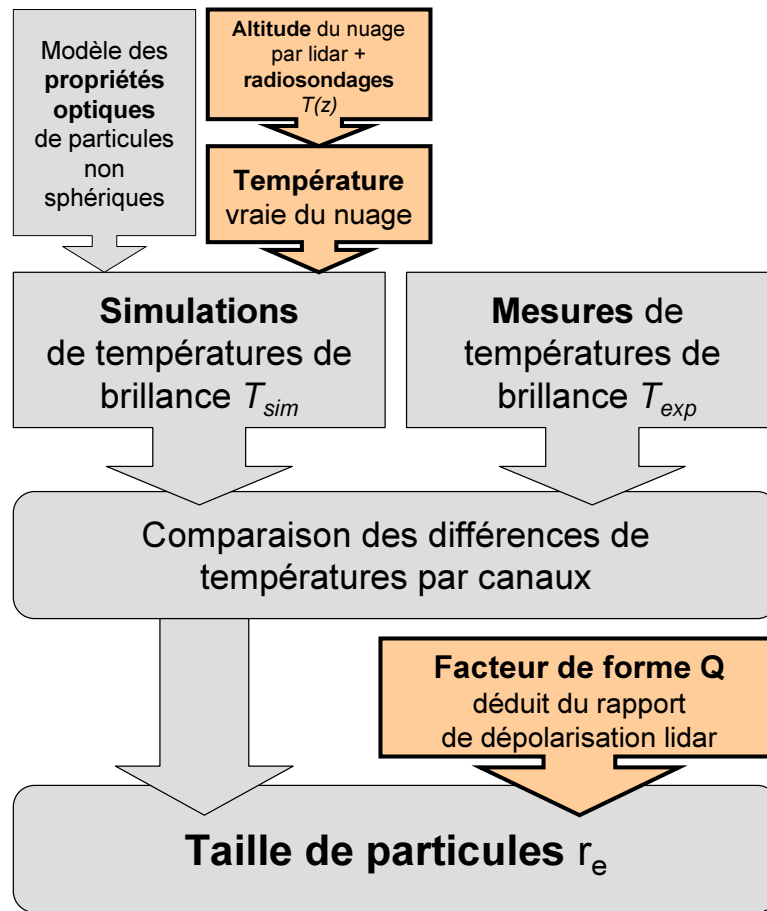 Modèle des
propriétés
optiques
de particules
non
sphériques
Altitude du nuage
par lidar +
radiosondages
T(z)
Température
vraie du nuage
Simulations
de températures de
brillance Tsim
Mesures de
températures de
brillance Texp
Comparaison des différences de
températures par canaux
Facteur de forme Q
déduit du rapport
de dépolarisation lidar
Taille de particules re